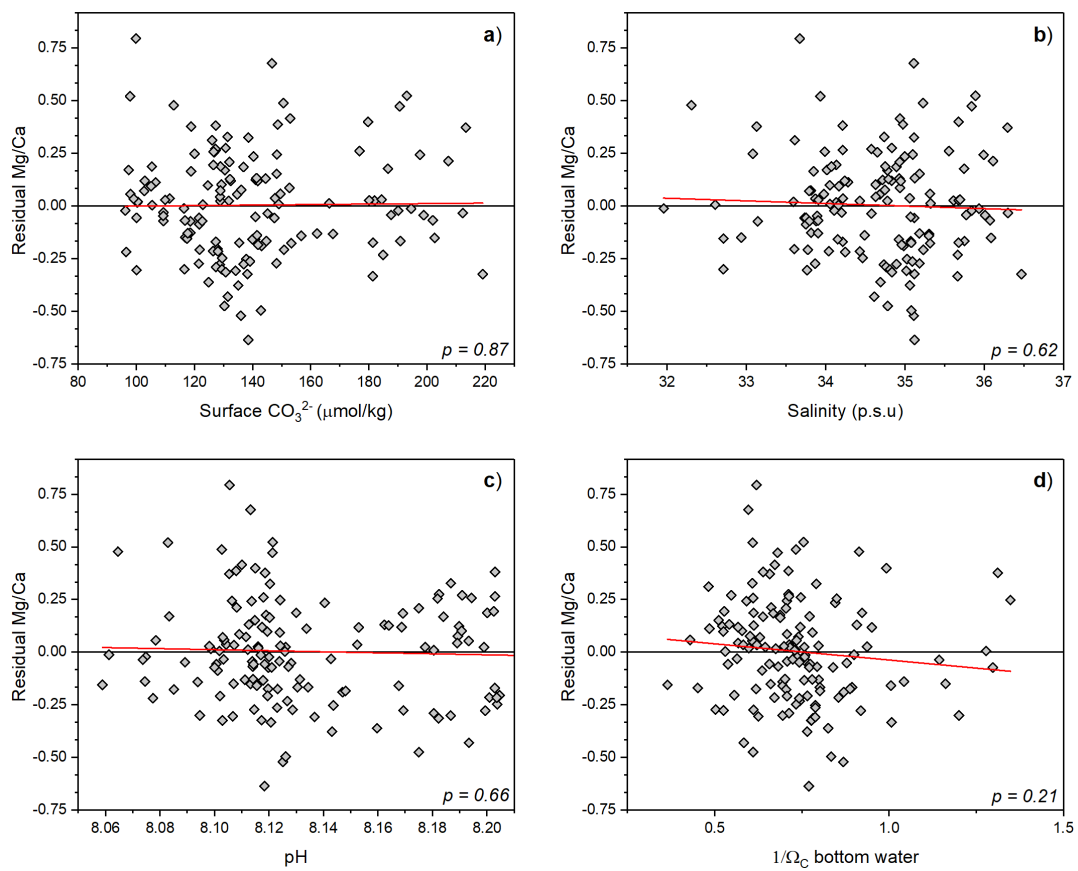 a)
0.75
0.50
0.25
0.00
-0.25
-0.50
-0.75
Residual Mg/Ca
p = 0.87
80 100 120 140 160 180 200 220
Surface CO₃²⁻ (μmol/kg)
b)
0.75
0.50
0.25
0.00
-0.25
-0.50
-0.75
Residual Mg/Ca
p = 0.62
32 33 34 35 36 37
Salinity (p.s.u)
c)
0.75
0.50
0.25
0.00
-0.25
-0.50
-0.75
Residual Mg/Ca
p = 0.66
8.06 8.08 8.10 8.12 8.14 8.16 8.18 8.20
pH
d)
0.75
0.50
0.25
0.00
-0.25
-0.50
-0.75
Residual Mg/Ca
p = 0.21
0.5 1.0 1.5
1/Ω_C bottom water